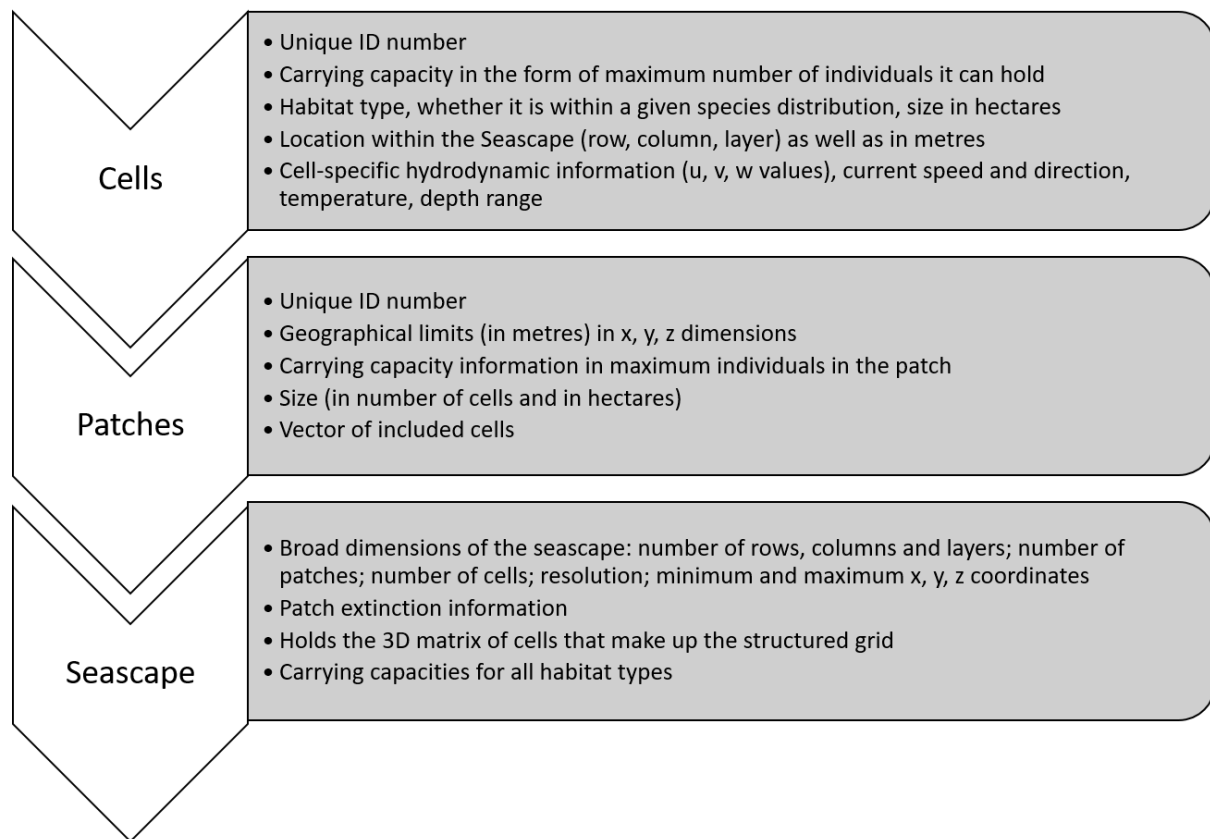 Cells
• Unique ID number
• Carrying capacity in the form of maximum number of individuals it can hold
• Habitat type, whether it is within a given species distribution, size in hectares
• Location within the Seascape (row, column, layer) as well as in metres
• Cell-specific hydrodynamic information (u, v, w values), current speed and direction,
temperature, depth range
Patches
• Unique ID number
• Geographical limits (in metres) in x, y, z dimensions
• Carrying capacity information in maximum individuals in the patch
• Size (in number of cells and in hectares)
• Vector of included cells
Seascape
• Broad dimensions of the seascape: number of rows, columns and layers; number of
patches; number of cells; resolution; minimum and maximum x, y, z coordinates
• Patch extinction information
• Holds the 3D matrix of cells that make up the structured grid
• Carrying capacities for all habitat types